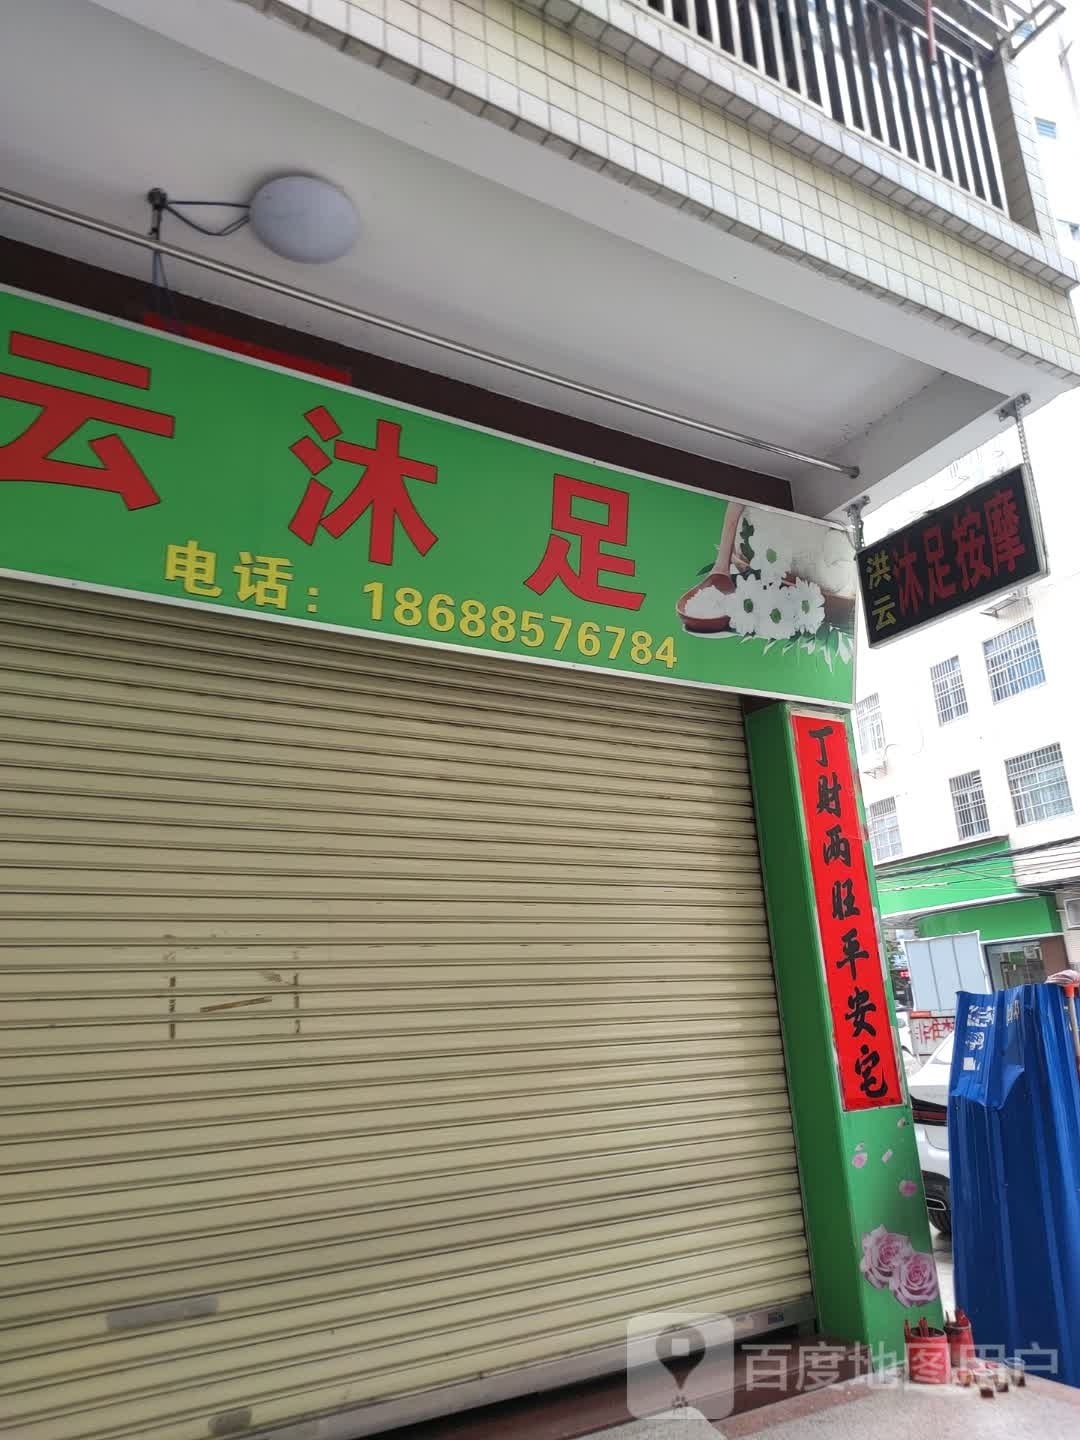 云沐足
电话：18688576784
洪云
沐足按摩
丁财两旺平安宅
百度地图用户